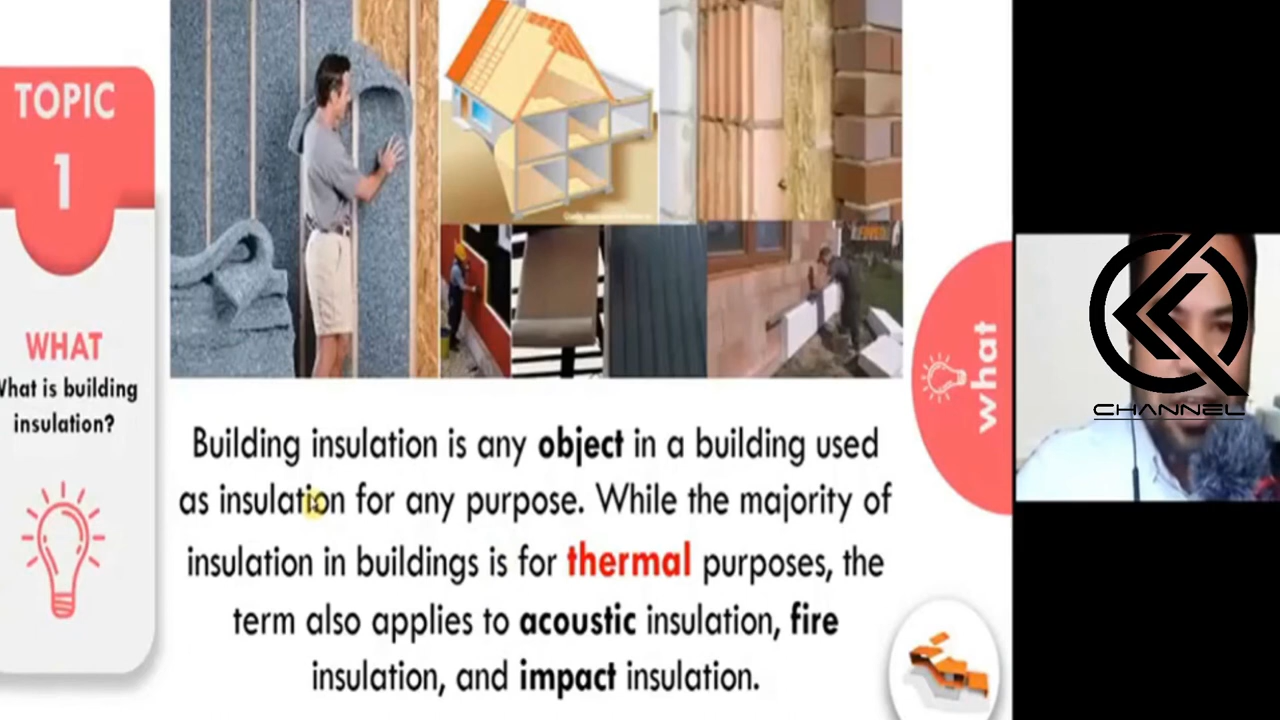 TOPIC
1
WHAT
What is building
insulation?
Building insulation is any object in a building used
as insulation for any purpose. While the majority of
insulation in buildings is for thermal purposes, the
term also applies to acoustic insulation, fire
insulation, and impact insulation.
what
CHANNEL